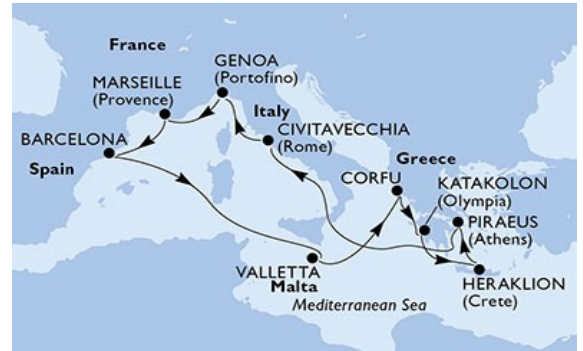 France
GENOA
(Portofino)
MARSEILLE
(Provence)
Italy
CIVITAVECCHIA
(Rome)
BARCELONA
Spain
Greece
CORFU
KATAKOLON
(Olympia)
PIRAEUS
(Athens)
VALLETTA
Malta
HERAKLION
(Crete)
Mediterranean Sea